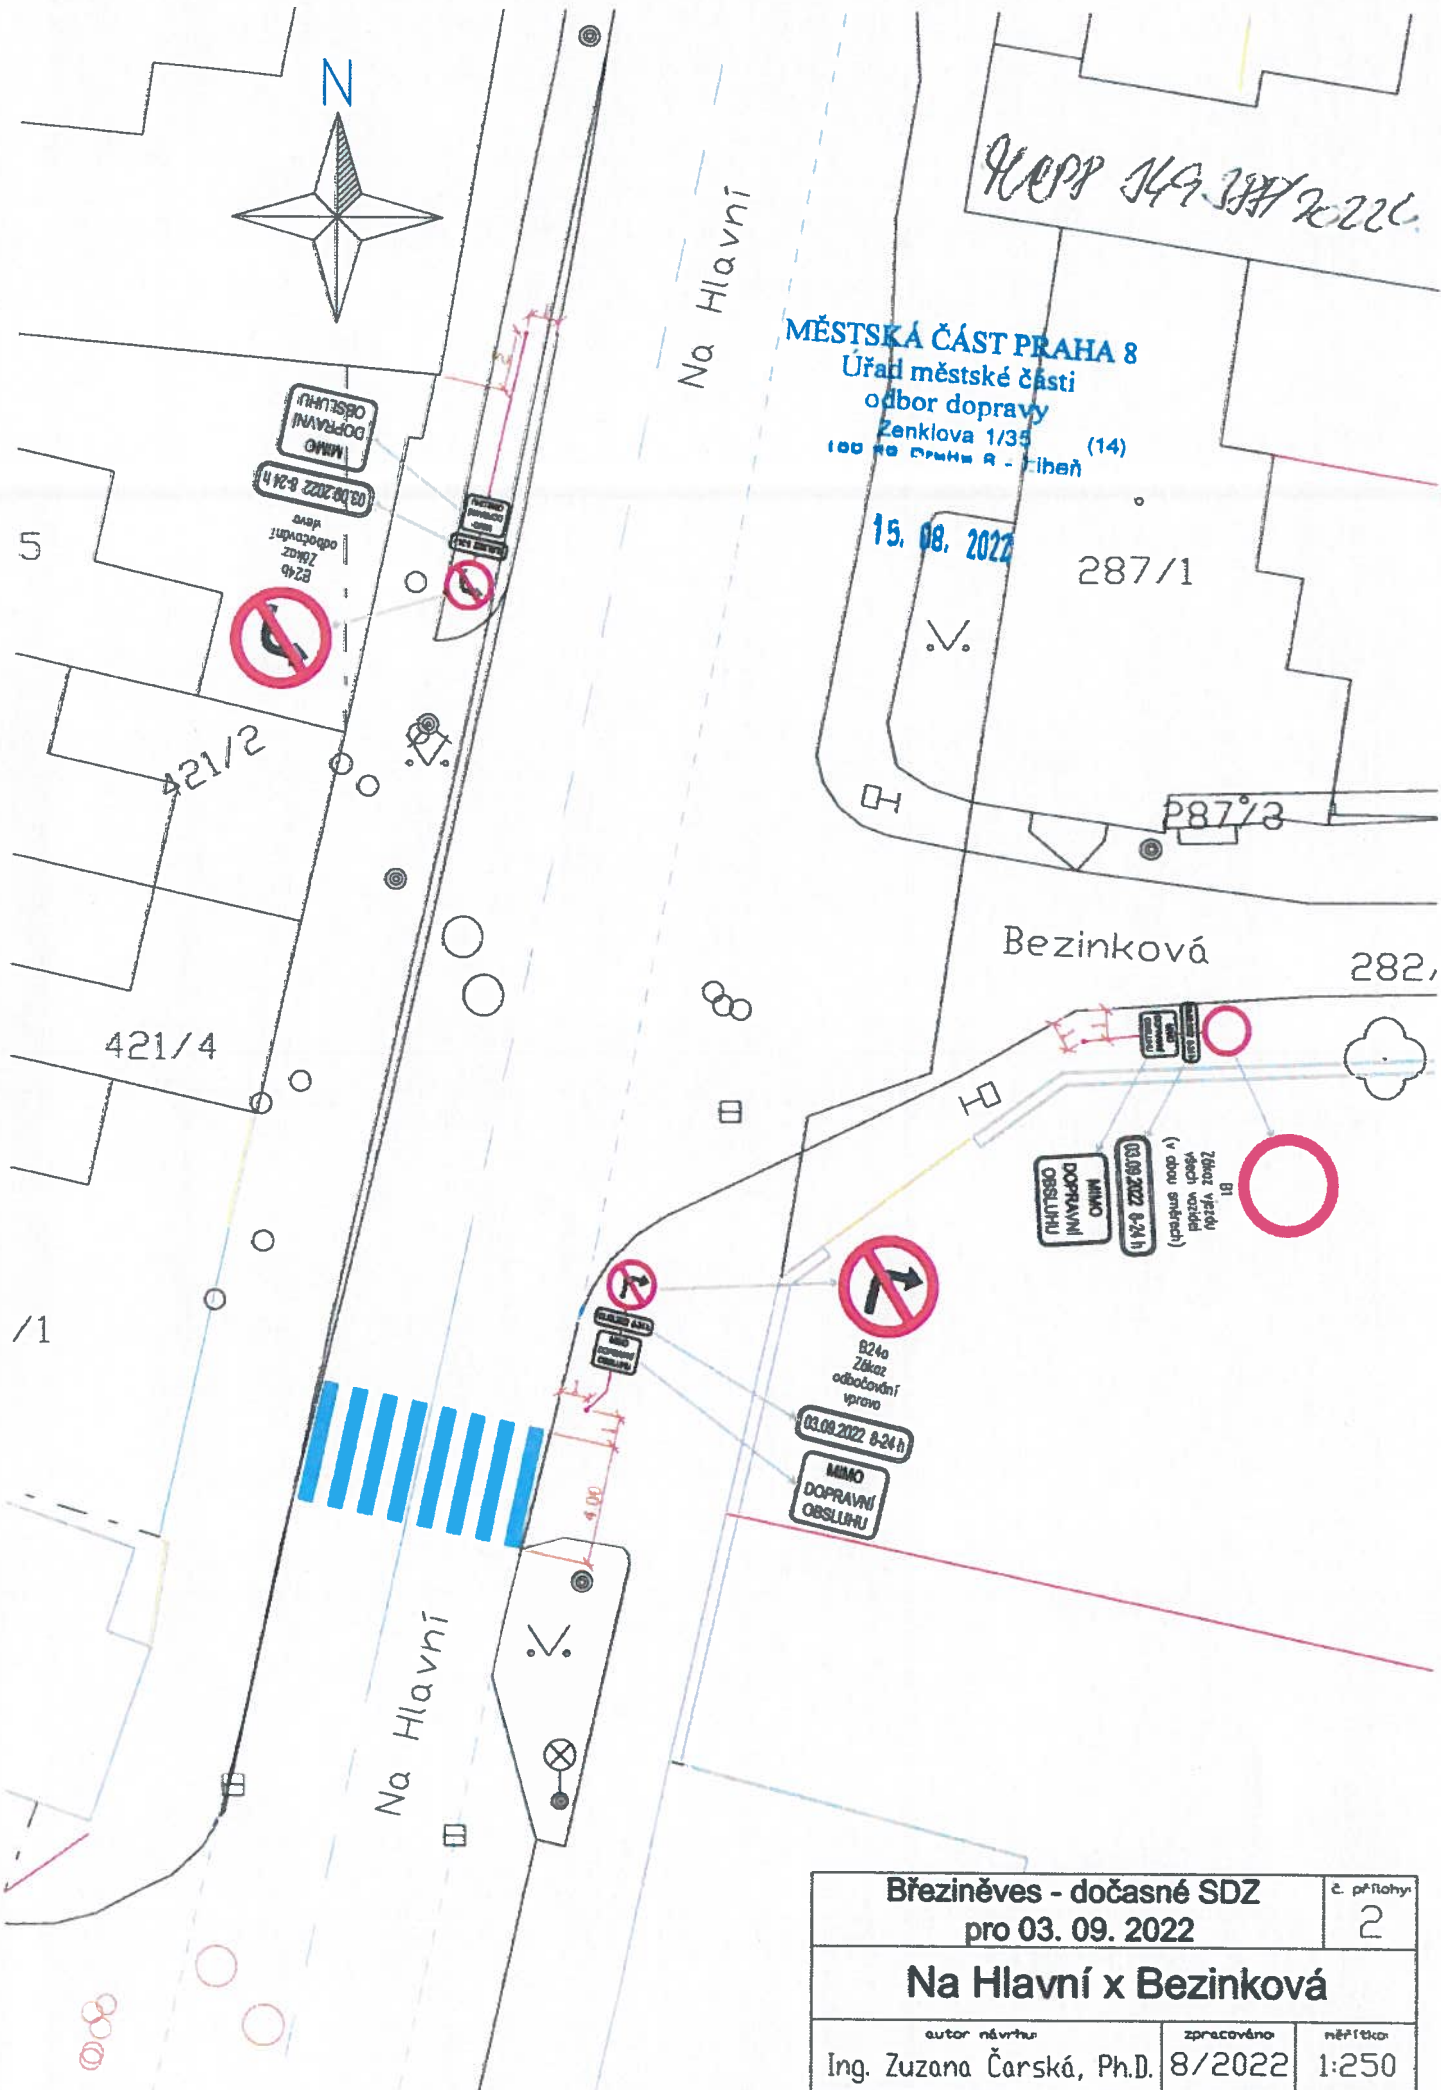 N
Na Hlavní
MĚSTSKÁ ČÁST PRAHA 8
Úřad městské části
odbor dopravy
Zenklova 1/35
(14)
15. 08. 2022
MIMO
DOPRAVNÍ
OBSLUHU
03.09.2022 8-24 h
B24b
Zákaz
odbočování
vlevo
5
287/1
421/2
287/3
Bezinková
282,
421/4
MIMO
DOPRAVNÍ
OBSLUHU
03.09.2022 8-24 h
B1
Zákaz vjezdu
všech vozidel
(v obou směrech)
/1
B24a
Zákaz
odbočování
vpravo
03.09.2022 8-24 h
MIMO
DOPRAVNÍ
OBSLUHU
4.00
Na Hlavní
Březiněves - dočasné SDZ
pro 03. 09. 2022
č. přílohy:
2
Na Hlavní x Bezinková
autor návrhu:
Ing. Zuzana Čarská, Ph.D.
zpracováno:
8/2022
měřítko:
1:250